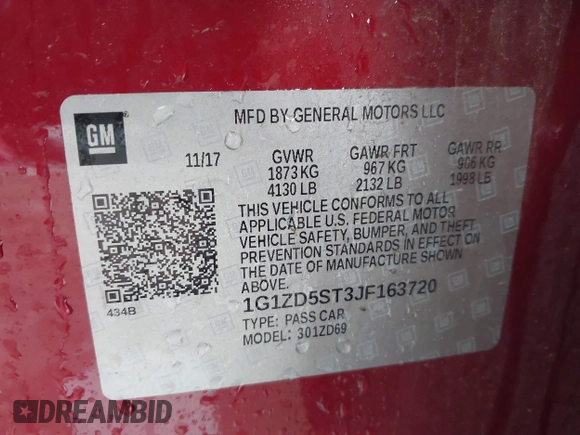 MFD BY GENERAL MOTORS LLC
GM
11/17 GVWR GAWR FRT GAWR RR
1873 KG 967 KG 906 KG
4130 LB 2132 LB 1998 LB
THIS VEHICLE CONFORMS TO ALL
APPLICABLE U.S. FEDERAL MOTOR
VEHICLE SAFETY, BUMPER, AND THEFT
PREVENTION STANDARDS IN EFFECT ON
THE DATE OF MANUFACTURE SHOWN
ABOVE.
434B
1G1ZD5ST3JF163720
TYPE: PASS CAR
MODEL: 301ZD69
DREAMBID